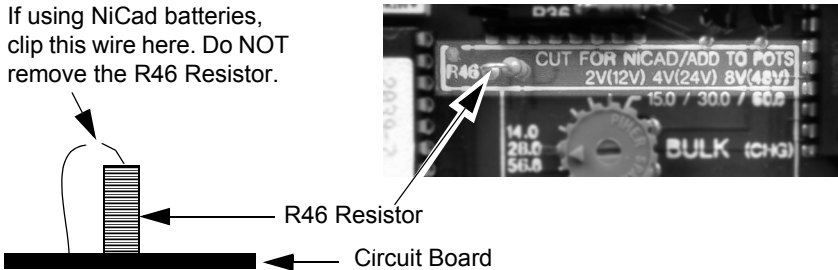 If using NiCad batteries,
clip this wire here. Do NOT
remove the R46 Resistor.
R46
CUT FOR NICAD/ADD TO POTS
2V(12V) 4V(24V) 8V(48V)
15.0 / 30.0 / 60.0
14.0
28.0
56.0
BULK (CHG)
R46 Resistor
Circuit Board